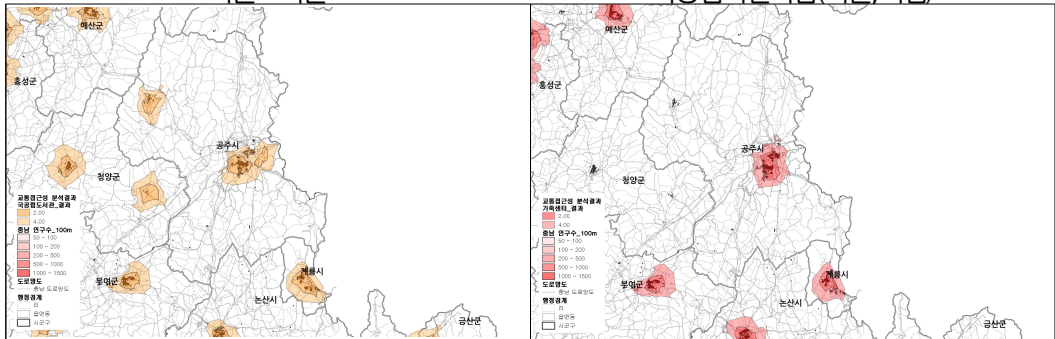 예산군
홍성군
공주시
청양군
교통접근성 분석결과
국공립도서관_결과
2.00
4.00
충남 인구수_100m
50 - 100
100 - 200
200 - 500
500 - 1000
1000 - 1500
도로망도
충남 도로망도
행정경계
리
읍면동
시군구
부여군
계룡시
논산시
금산군
예산군
홍성군
공주시
청양군
교통접근성 분석결과
가족센터_결과
2.00
4.00
충남 인구수_100m
50 - 100
100 - 200
200 - 500
500 - 1000
1000 - 1500
도로망도
충남 도로망도
행정경계
리
읍면동
시군구
부여군
계룡시
논산시
금산군